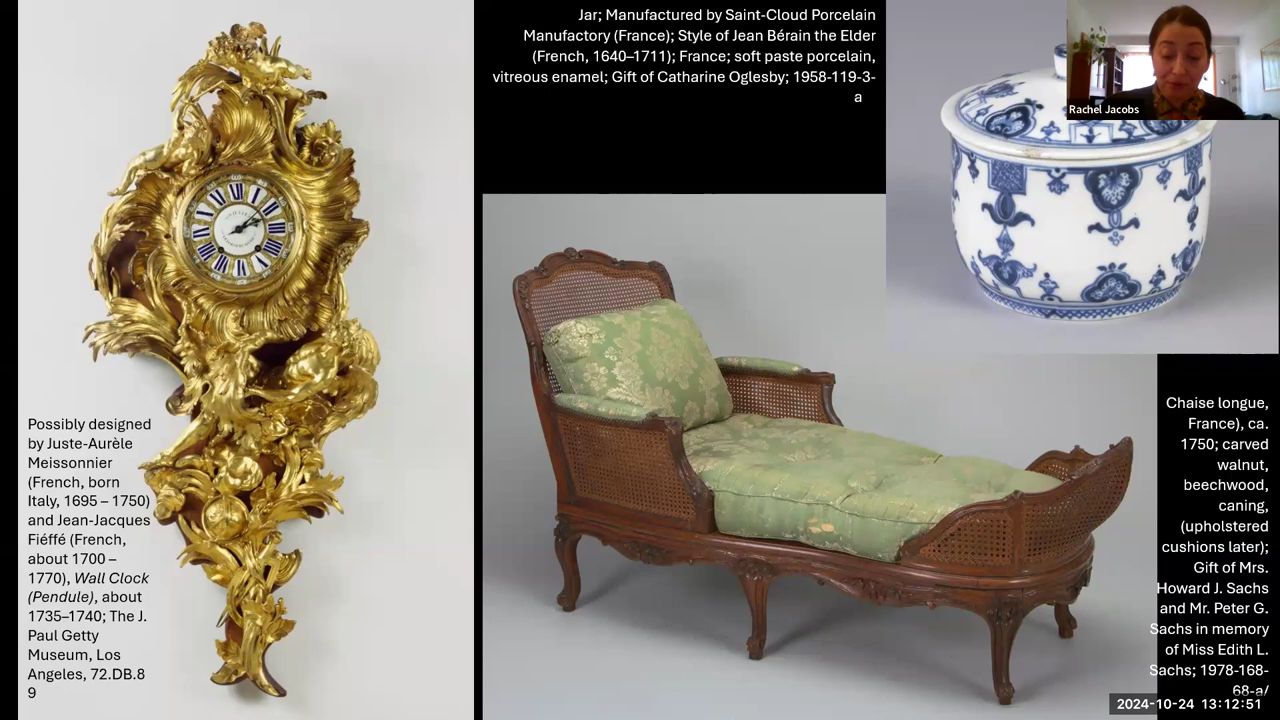 Jar; Manufactured by Saint-Cloud Porcelain
Manufactory (France); Style of Jean Bérain the Elder
(French, 1640–1711); France; soft paste porcelain,
vitreous enamel; Gift of Catharine Oglesby; 1958-119-3-
a
Rachel Jacobs
Possibly designed
by Juste-Aurèle
Meissonnier
(French, born
Italy, 1695 – 1750)
and Jean-Jacques
Fiéffé (French,
about 1700 –
1770), Wall Clock
(Pendule), about
1735–1740; The J.
Paul Getty
Museum, Los
Angeles, 72.DB.8
9
Chaise longue,
France), ca.
1750; carved
walnut,
beechwood,
caning,
(upholstered
cushions later);
Gift of Mrs.
Howard J. Sachs
and Mr. Peter G.
Sachs in memory
of Miss Edith L.
Sachs; 1978-168-
68-a/
2024-10-24 13:12:51